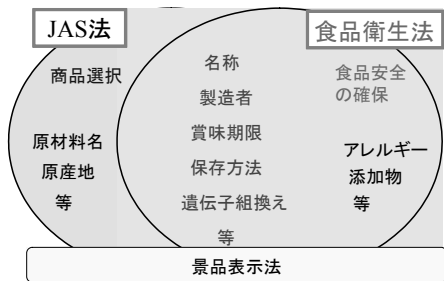 JAS法
食品衛生法
商品選択
原材料名
原産地
等
名称
製造者
賞味期限
保存方法
遺伝子組換え
等
食品安全
の確保
アレルギー
添加物
等
景品表示法